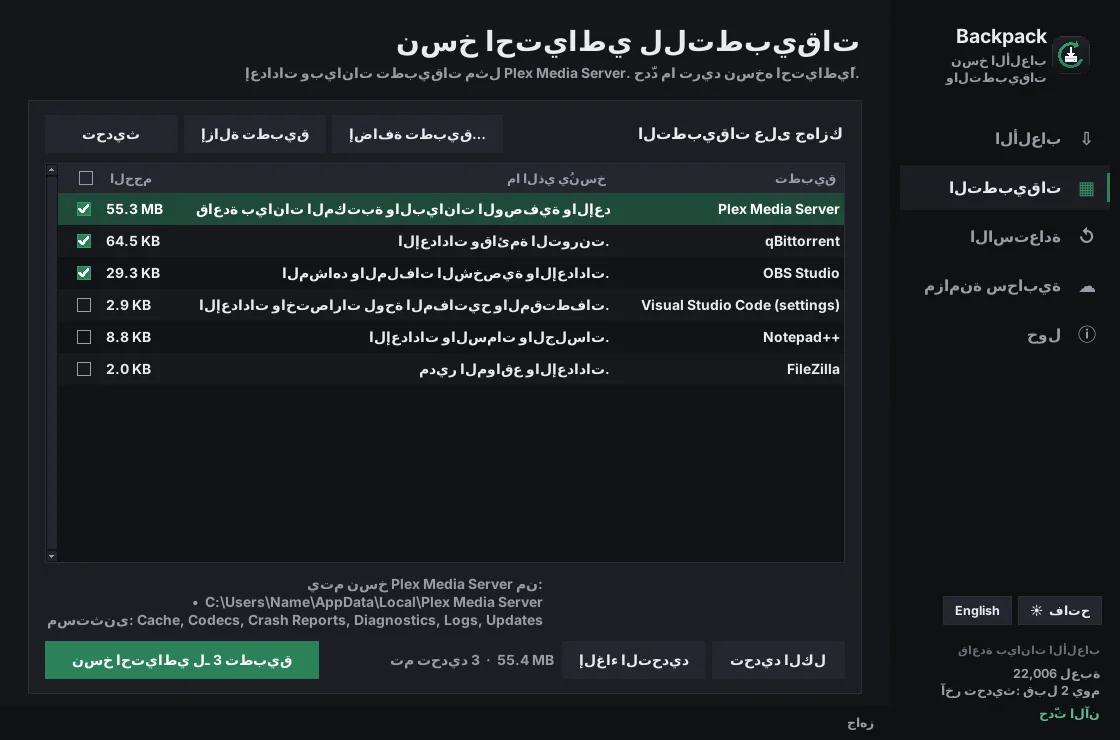 Backpack
نسخ الألعاب
والتطبيقات
الألعاب
التطبيقات
الاستعادة
مزامنة سحابية
حول
English
فاتح
قاعدة بيانات الألعاب
22,006 لعبة
آخر تحديث: قبل 2 يوم
حدّث الآن
نسخ احتياطي للتطبيقات
إعدادات وبيانات تطبيقات مثل Plex Media Server. حدّد ما تريد نسخه احتياطيًا.
التطبيقات على جهازك
إضافة تطبيق...
إزالة تطبيق
تحديث
تطبيق ما الذي يُنسخ الحجم
Plex Media Server قاعدة بيانات المكتبة والبيانات الوصفية والإعد 55.3 MB
qBittorrent الإعدادات وقائمة التورنت. 64.5 KB
OBS Studio المشاهد والملفات الشخصية والإعدادات. 29.3 KB
Visual Studio Code (settings) الإعدادات واختصارات لوحة المفاتيح والمقتطفات. 2.9 KB
Notepad++ الإعدادات والسمات والجلسات. 8.8 KB
FileZilla مدير المواقع والإعدادات. 2.0 KB
يتم نسخ Plex Media Server من:
• C:\Users\Name\AppData\Local\Plex Media Server
مستثنى: Cache, Codecs, Crash Reports, Diagnostics, Logs, Updates
تحديد الكل
إلغاء التحديد
تم تحديد 3 · 55.4 MB
نسخ احتياطي لـ 3 تطبيق
جاهز